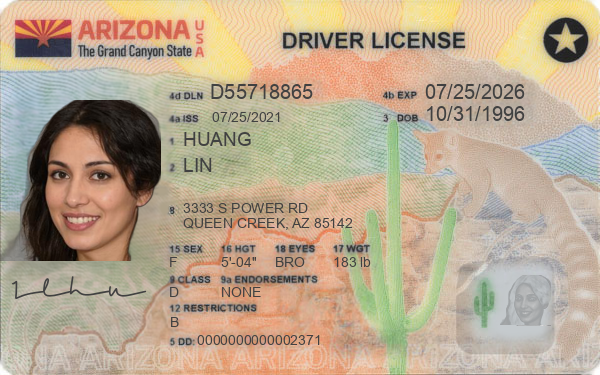 ARIZONA USA
The Grand Canyon State
DRIVER LICENSE
4d DLN D55718865 4b EXP 07/25/2026
4a ISS 07/25/2021 3 DOB 10/31/1996
1 HUANG
2 LIN
8 3333 S POWER RD
QUEEN CREEK, AZ 85142
15 SEX 16 HGT 18 EYES 17 WGT
F 5'-04" BRO 183 lb
9 CLASS 9a ENDORSEMENTS
D NONE
12 RESTRICTIONS
B
5 DD: 0000000000002371
ARIZONA ARIZONA ARIZONA ARIZONA